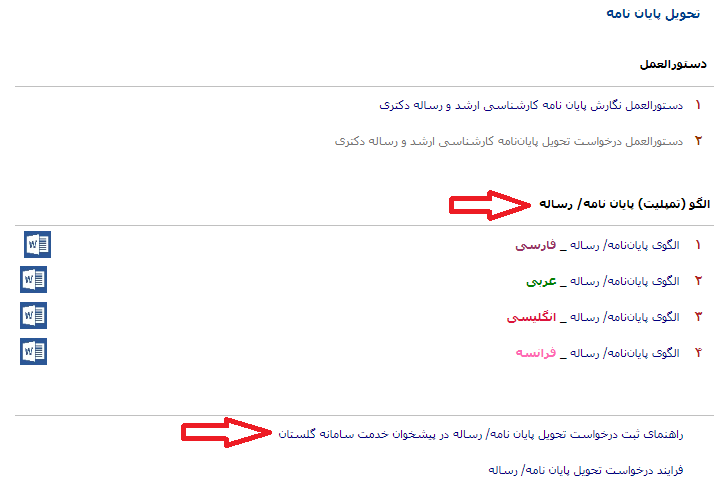 تحویل پایان نامه
دستورالعمل
۱ دستورالعمل نگارش پایان نامه کارشناسی ارشد و رساله دکتری
۲ دستورالعمل درخواست تحویل پایان‌نامه کارشناسی ارشد و رساله دکتری
الگو (تمپلیت) پایان نامه/ رساله
۱ الگوی پایان‌نامه/ رساله _ فارسی
۲ الگوی پایان‌نامه/ رساله _ عربی
۳ الگوی پایان‌نامه/ رساله _ انگلیسی
۴ الگوی پایان‌نامه/ رساله _ فرانسه
راهنمای ثبت درخواست تحویل پایان نامه/ رساله در پیشخوان خدمت سامانه گلستان
فرایند درخواست تحویل پایان نامه/ رساله